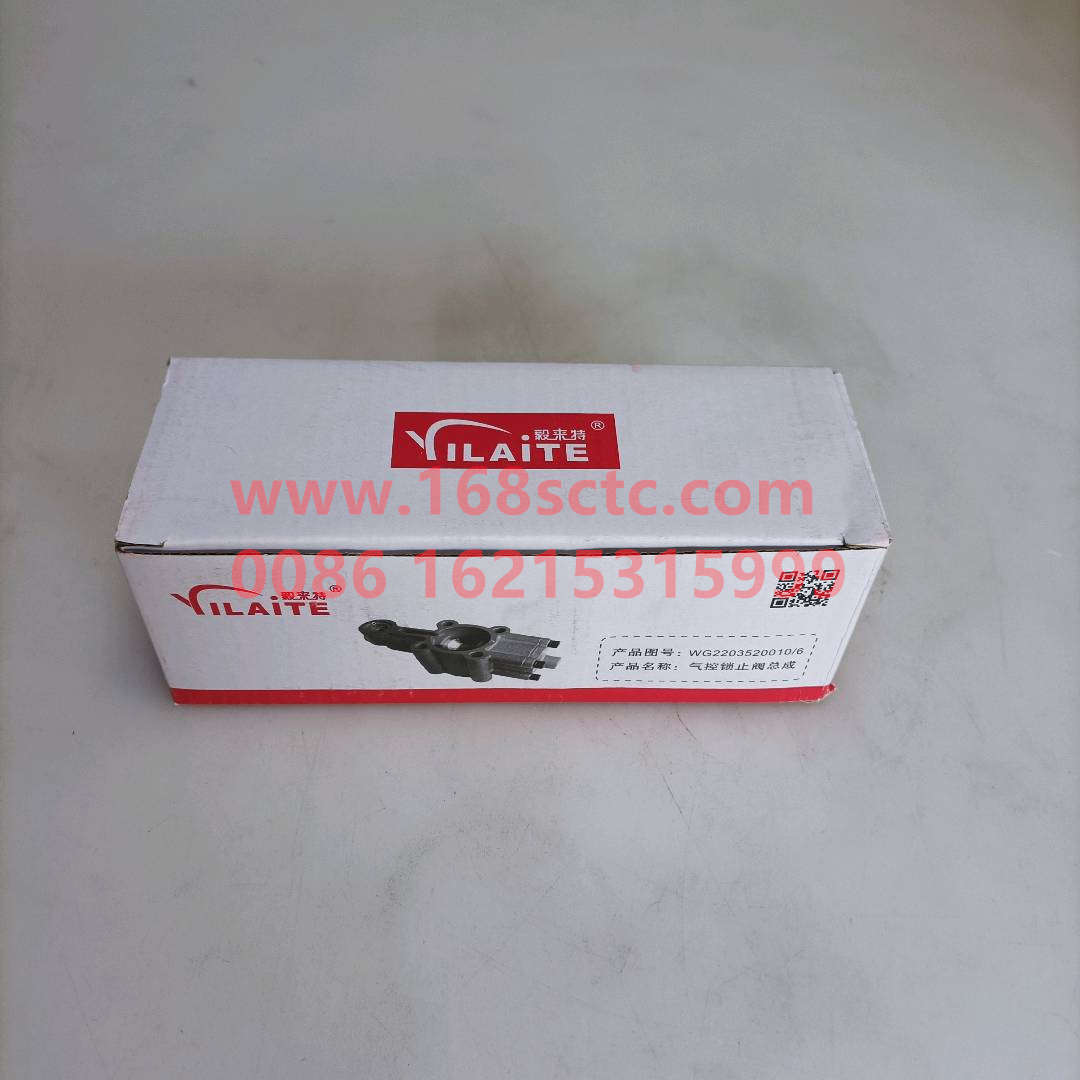 毅来特®
YILAiTE
www.168sctc.com
0086 16215315999
毅来特®
YILAiTE
产品图号: WG2203520010/6
产品名称: 气控锁止阀总成